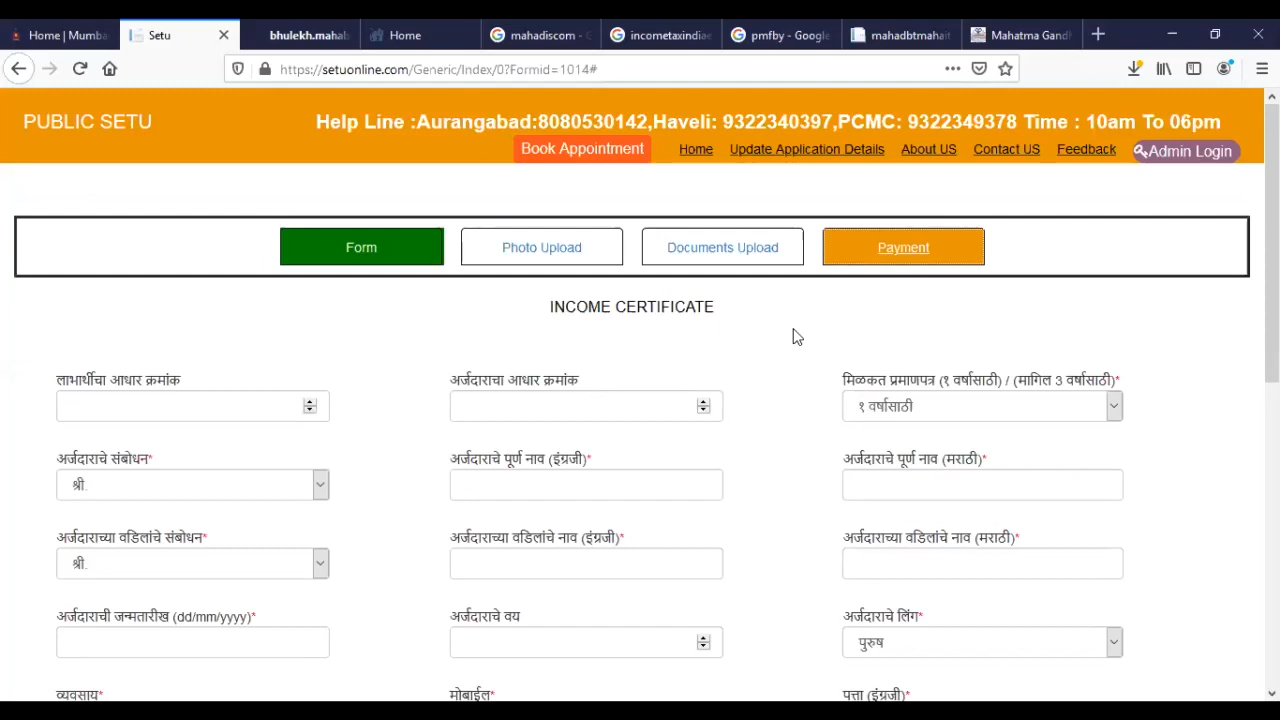 Home | Mumba
Setu
bhulekh.mahab
Home
mahadiscom - G
incometaxindiae
pmfby - Google
mahadbtmahait
Mahatma Gandh
https://setuonline.com/Generic/Index/0?Formid=1014#
PUBLIC SETU
Help Line :Aurangabad:8080530142,Haveli: 9322340397,PCMC: 9322349378 Time : 10am To 06pm
Book Appointment Home Update Application Details About US Contact US Feedback Admin Login
Form Photo Upload Documents Upload Payment
INCOME CERTIFICATE
लाभार्थीचा आधार क्रमांक अर्जदाराचा आधार क्रमांक मिळकत प्रमाणपत्र (१ वर्षासाठी) / (मागिल 3 वर्षासाठी)*
१ वर्षासाठी
अर्जदाराचे संबोधन* अर्जदाराचे पूर्ण नाव (इंग्रजी)* अर्जदाराचे पूर्ण नाव (मराठी)*
श्री.
अर्जदाराच्या वडिलांचे संबोधन* अर्जदाराच्या वडिलांचे नाव (इंग्रजी)* अर्जदाराच्या वडिलांचे नाव (मराठी)*
श्री.
अर्जदाराची जन्मतारीख (dd/mm/yyyy)* अर्जदाराचे वय अर्जदाराचे लिंग*
पुरुष
व्यवसाय* मोबाईल* पत्ता (इंग्रजी)*